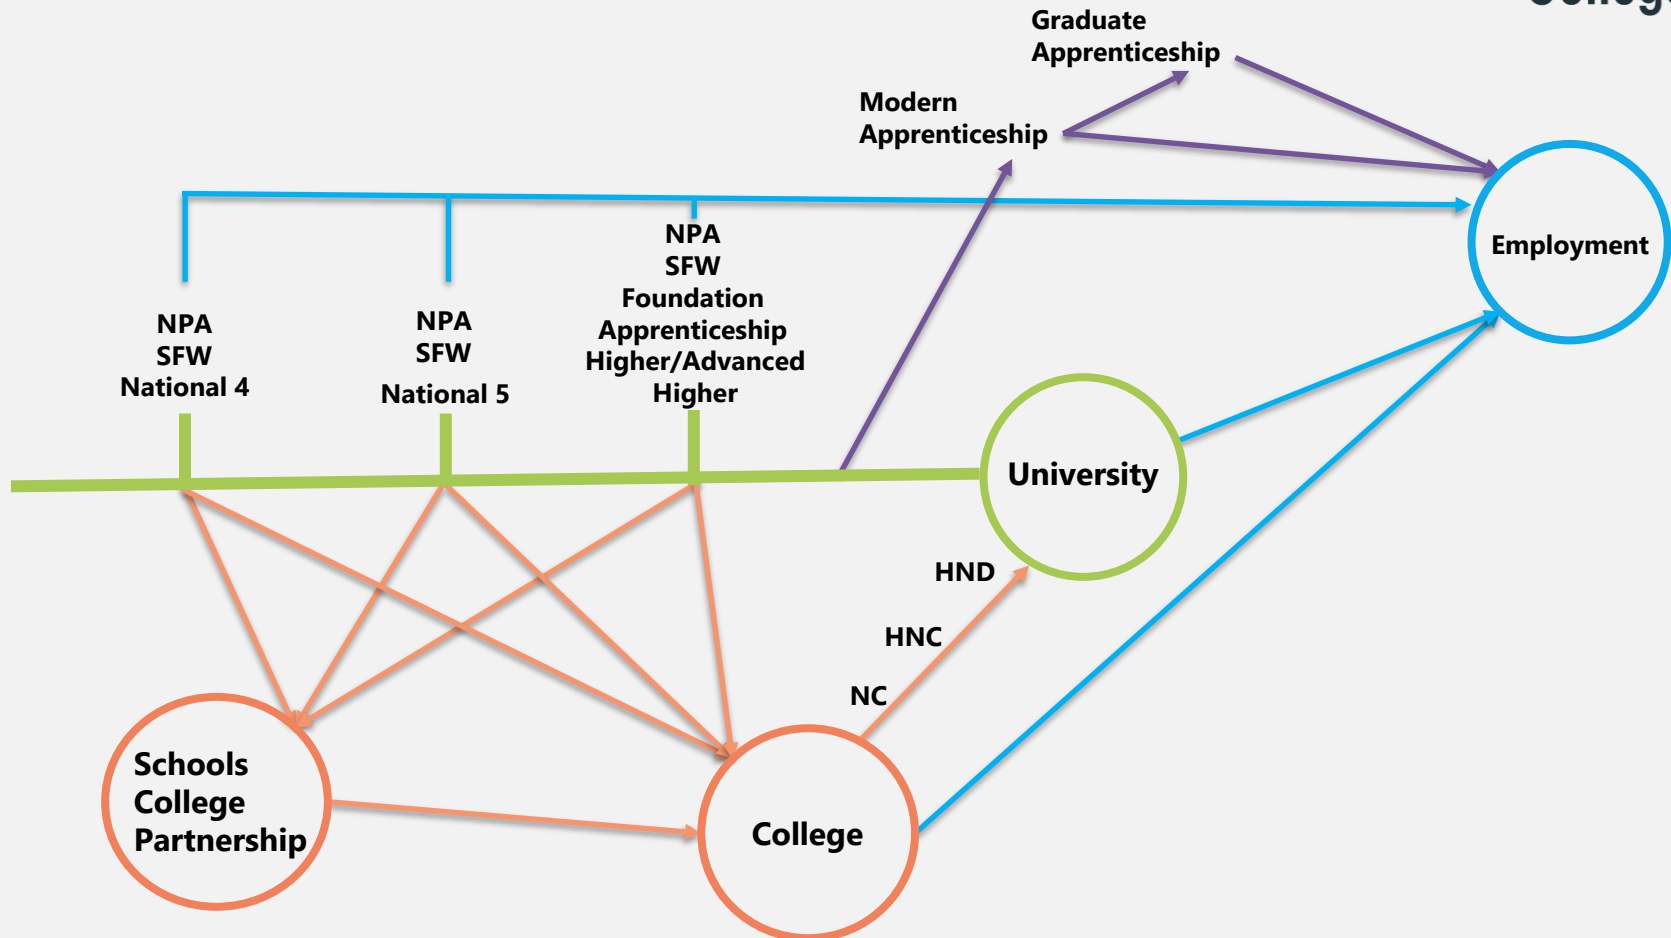 Graduate
Apprenticeship
Modern
Apprenticeship
Employment
NPA
SFW
National 4
NPA
SFW
National 5
NPA
SFW
Foundation
Apprenticeship
Higher/Advanced
Higher
University
HND
HNC
NC
Schools
College
Partnership
College